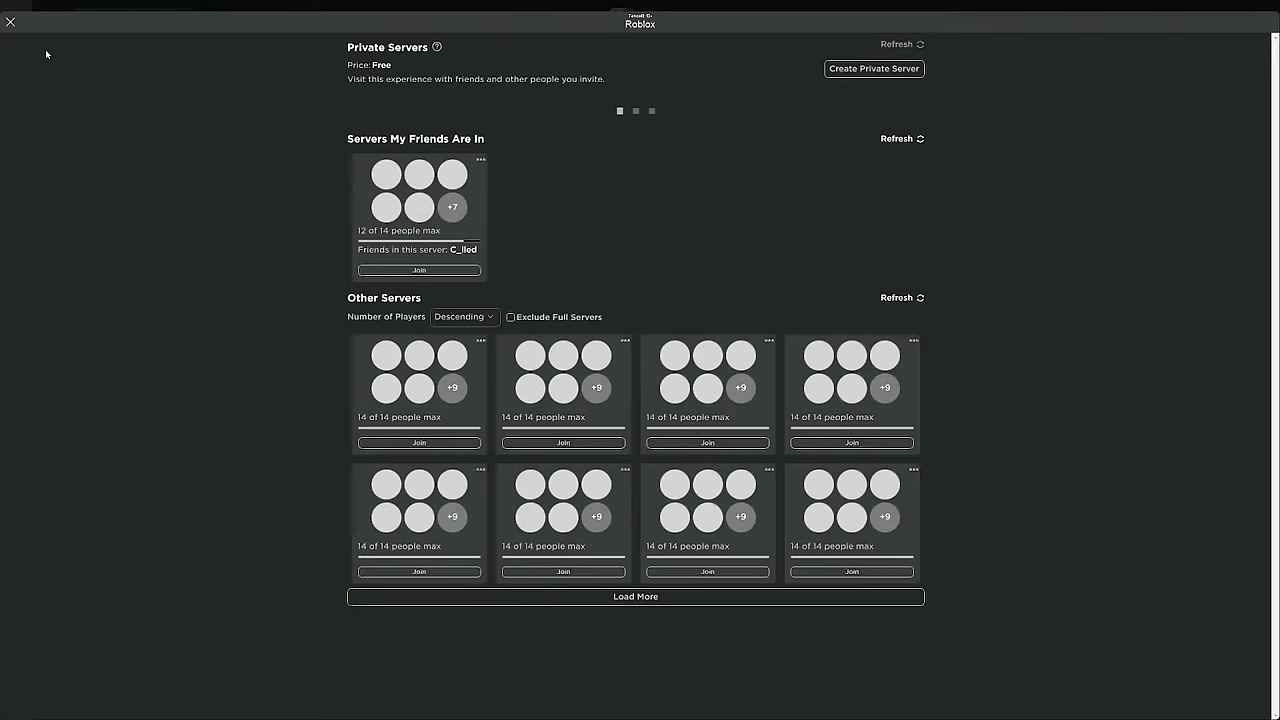 Roblox
Private Servers
Refresh
Price: Free
Create Private Server
Visit this experience with friends and other people you invite.
Servers My Friends Are In
Refresh
+7
12 of 14 people max
Friends in this server: C_lled
Join
Other Servers
Refresh
Number of Players Descending Exclude Full Servers
+9 +9 +9 +9
14 of 14 people max 14 of 14 people max 14 of 14 people max 14 of 14 people max
Join Join Join Join
+9 +9 +9 +9
14 of 14 people max 14 of 14 people max 14 of 14 people max 14 of 14 people max
Join Join Join Join
Load More